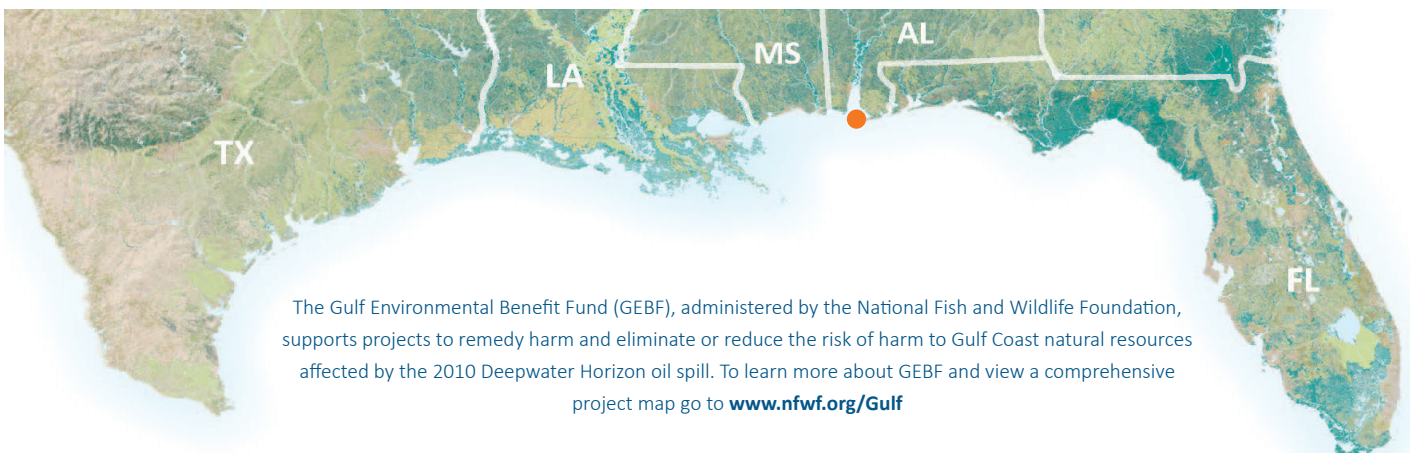 AL
MS
LA
TX
FL
The Gulf Environmental Benefit Fund (GEBF), administered by the National Fish and Wildlife Foundation,
supports projects to remedy harm and eliminate or reduce the risk of harm to Gulf Coast natural resources
affected by the 2010 Deepwater Horizon oil spill. To learn more about GEBF and view a comprehensive
project map go to www.nfwf.org/Gulf